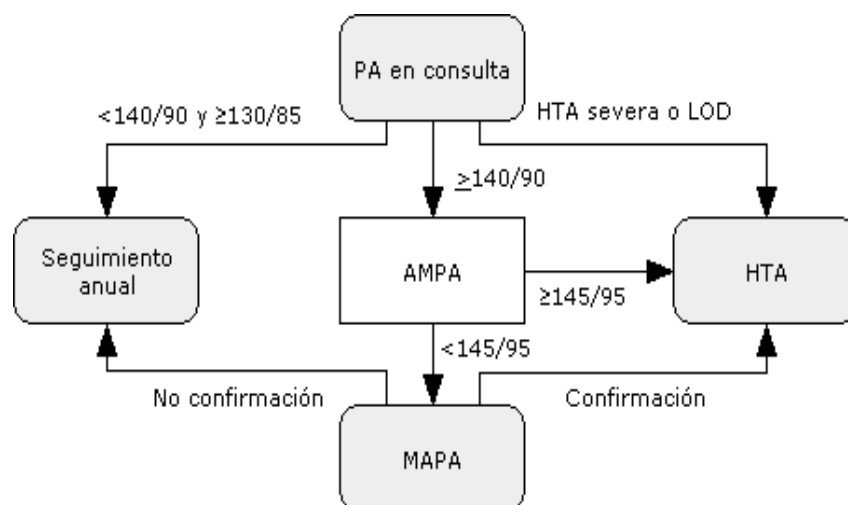 PA en consulta
<140/90 y ≥130/85
HTA severa o LOD
≥140/90
Seguimiento
anual
AMPA
HTA
≥145/95
<145/95
No confirmación
Confirmación
MAPA